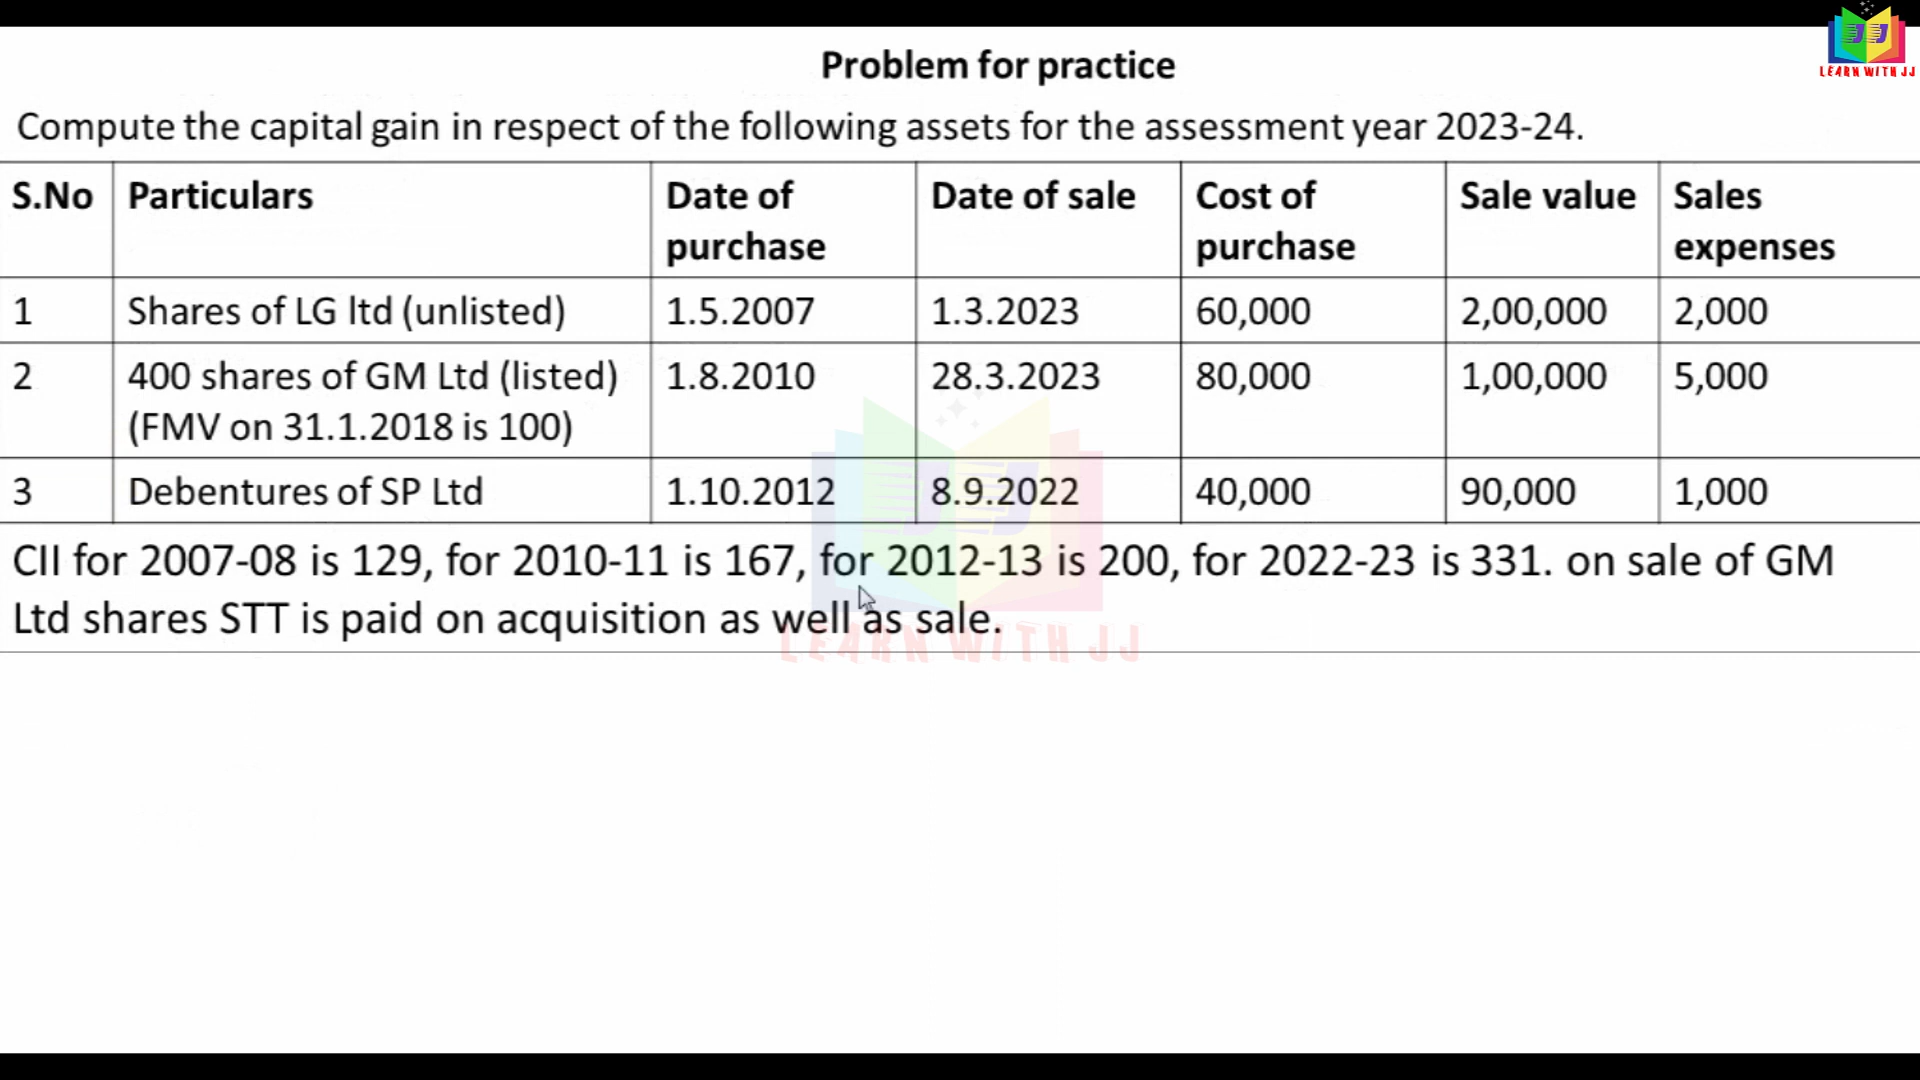 LEARN WITH JJ
Problem for practice
Compute the capital gain in respect of the following assets for the assessment year 2023-24.
S.No Particulars Date of purchase Date of sale Cost of purchase Sale value Sales expenses
1 Shares of LG ltd (unlisted) 1.5.2007 1.3.2023 60,000 2,00,000 2,000
2 400 shares of GM Ltd (listed) 1.8.2010 28.3.2023 80,000 1,00,000 5,000
(FMV on 31.1.2018 is 100)
3 Debentures of SP Ltd 1.10.2012 8.9.2022 40,000 90,000 1,000
CII for 2007-08 is 129, for 2010-11 is 167, for 2012-13 is 200, for 2022-23 is 331. on sale of GM
Ltd shares STT is paid on acquisition as well as sale.
LEARN WITH JJ